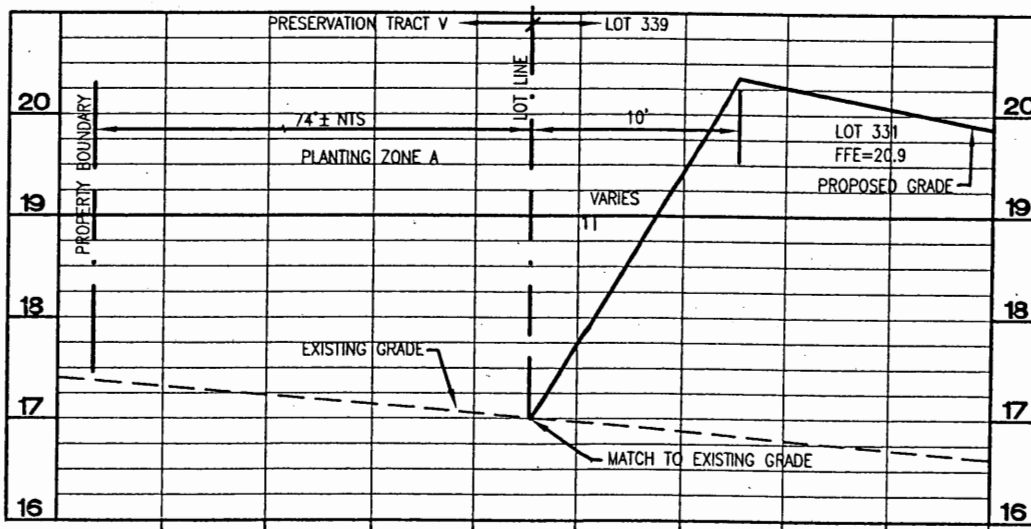 PRESERVATION TRACT V
LOT 339
LOT LINE
PROPERTY BOUNDARY
20
20
74'± NTS
10'
LOT 331
FFE=20.9
PLANTING ZONE A
PROPOSED GRADE
VARIES
11
19
19
18
18
EXISTING GRADE
17
17
MATCH TO EXISTING GRADE
16
16